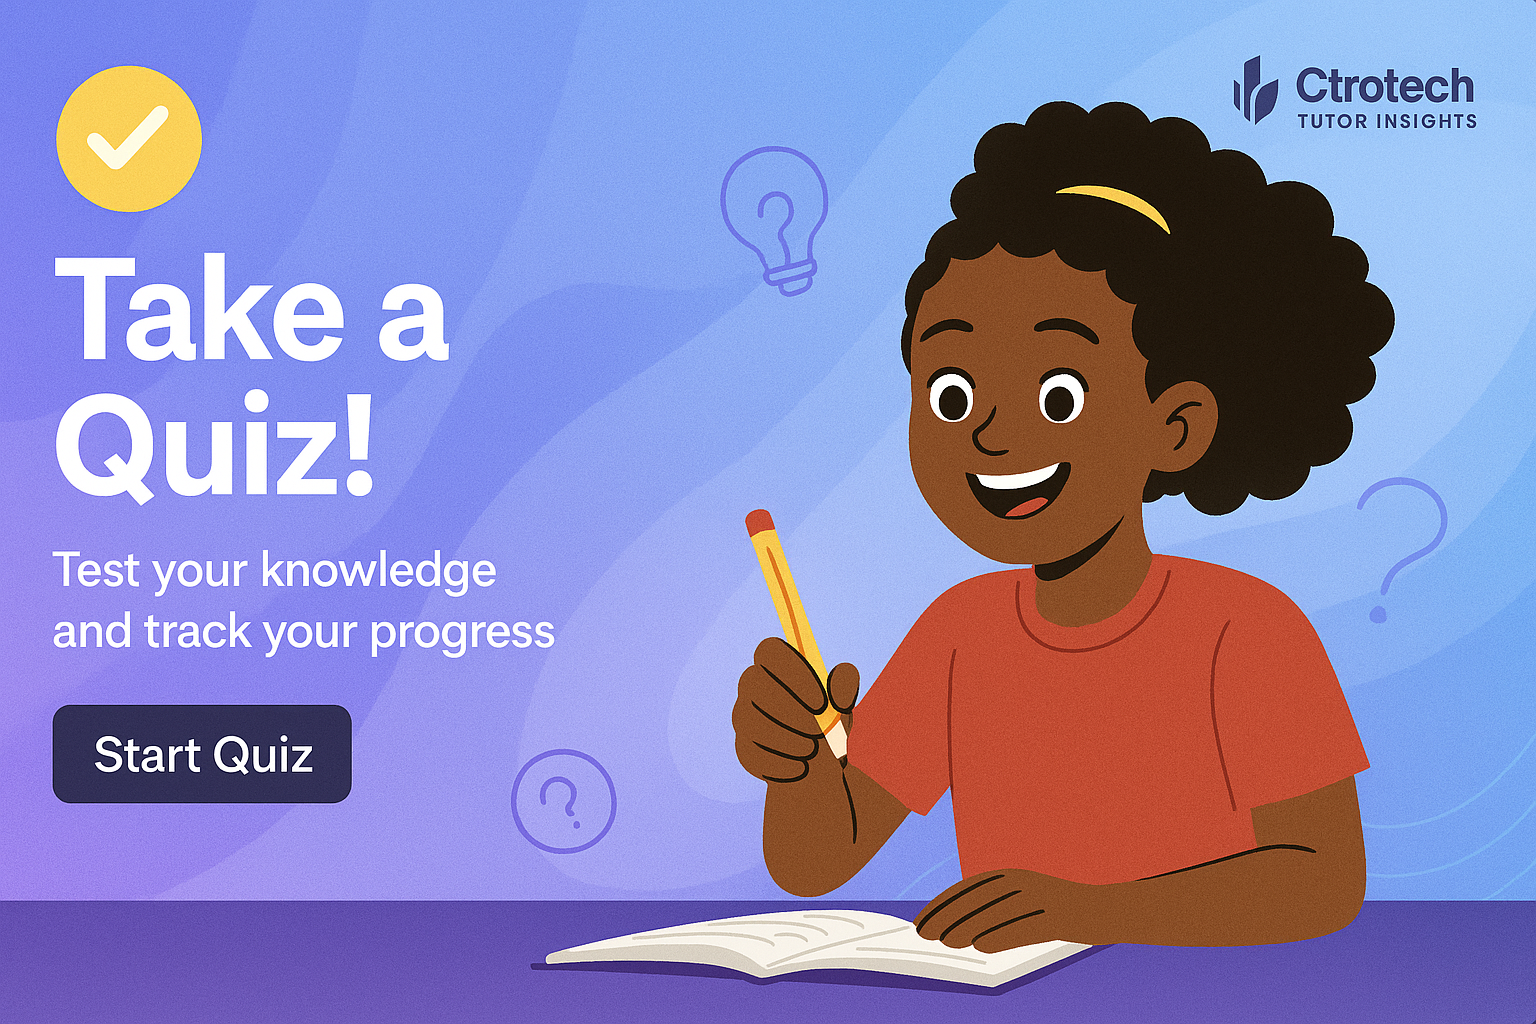 Ctrotech
TUTOR INSIGHTS
Take a
Quiz!
Test your knowledge
and track your progress
Start Quiz